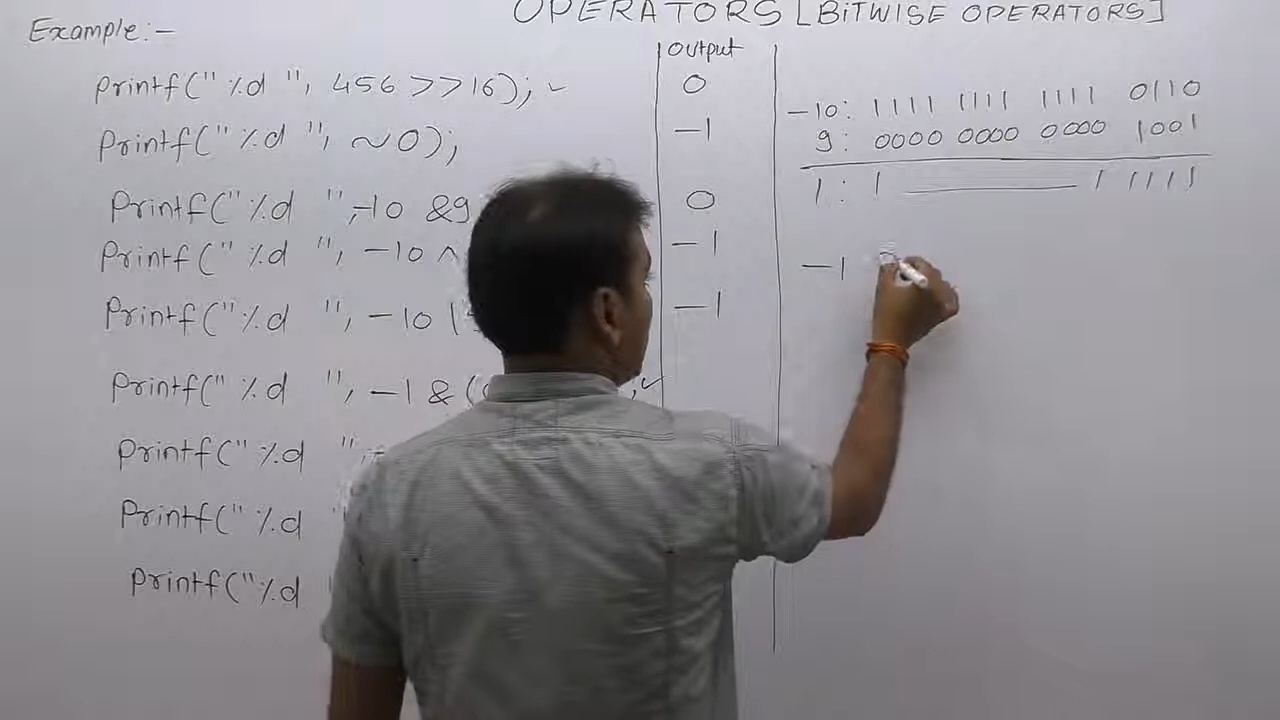 OPERATORS [BITWISE OPERATORS]
Example:-
Output
printf("%d ", 456 >>16); ✓ 0
printf("%d ", ~0); -1
printf("%d ",-10 &9 0
printf("%d ", -10 ^ -1
printf("%d ", -10 | -1
printf("%d ", -1 & ( ; ✓
printf("%d ",
printf("%d
printf("%d
-10: 1111 1111 1111 0110
9: 0000 0000 0000 1001
1: 1 ——— 1 1111
-1